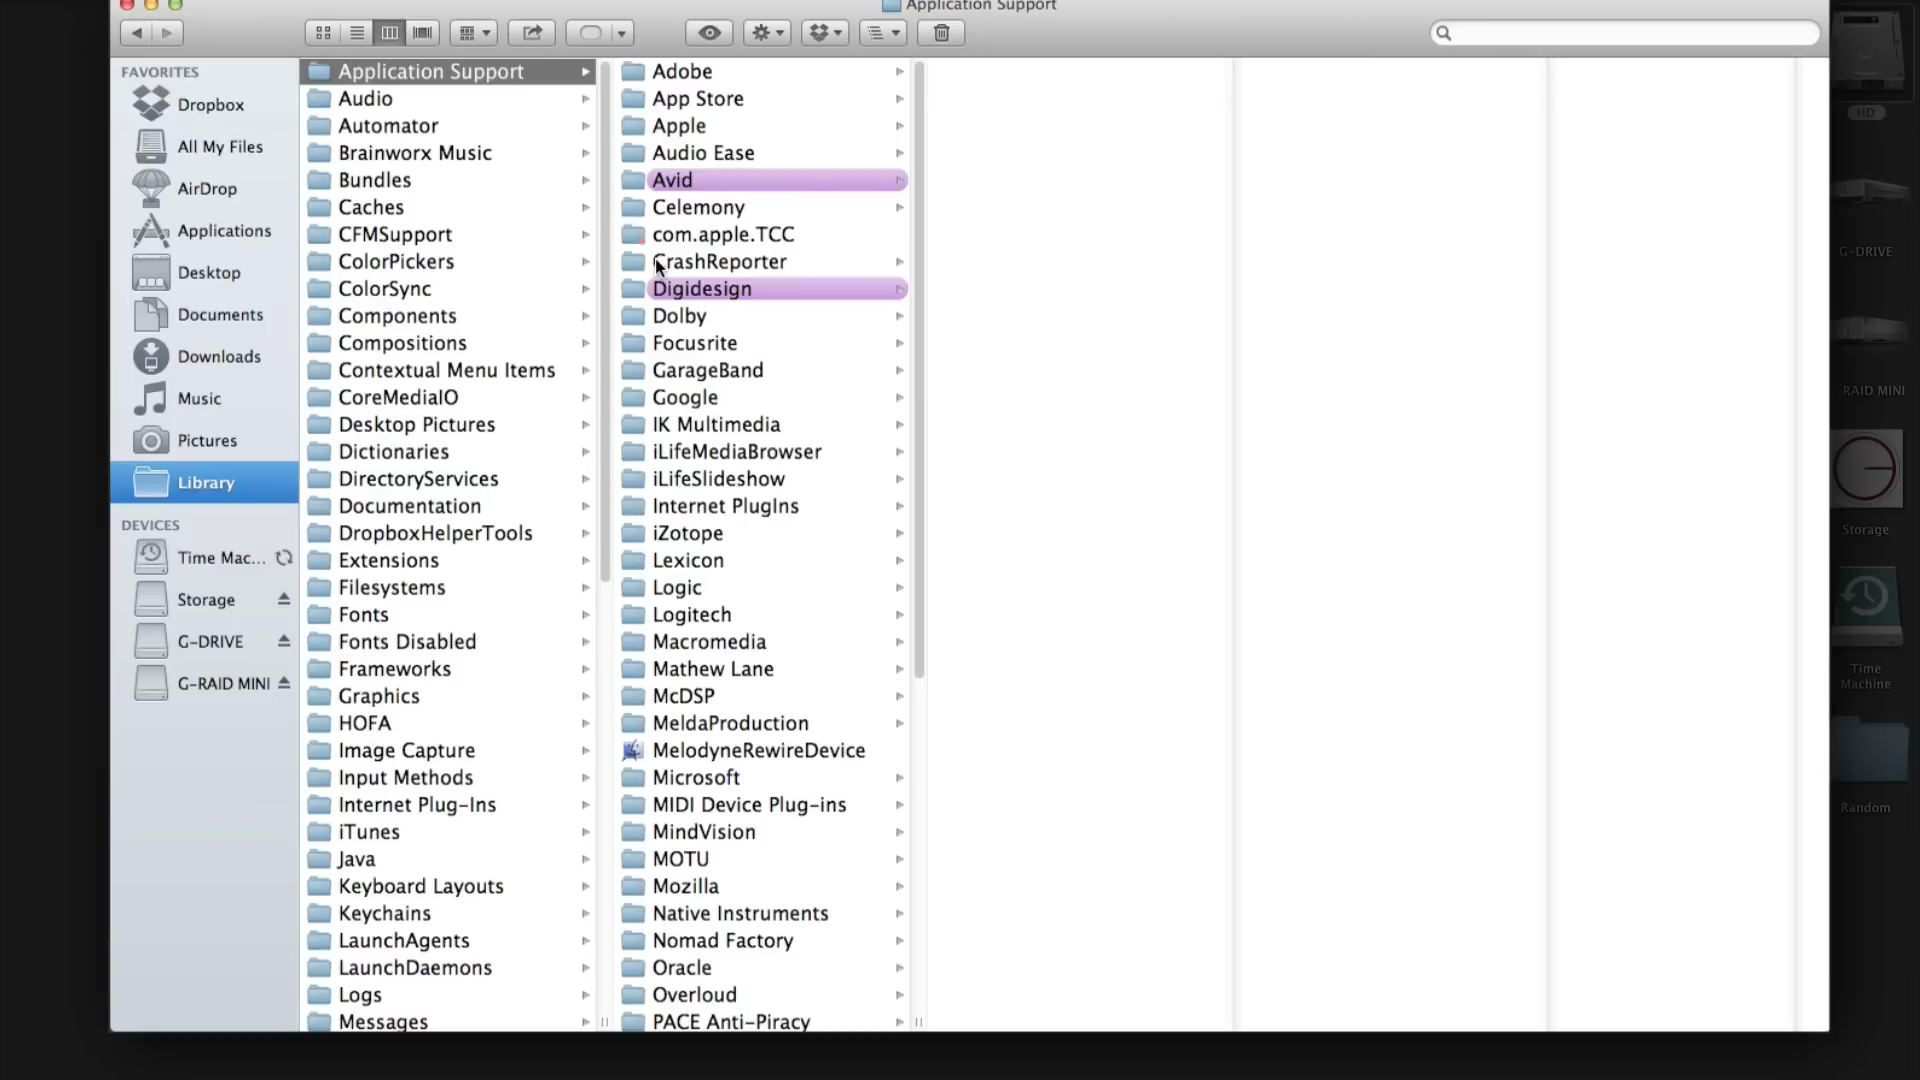 Application Support
FAVORITES
Dropbox
All My Files
AirDrop
Applications
Desktop
Documents
Downloads
Music
Pictures
Library
DEVICES
Time Mac...
Storage
G-DRIVE
G-RAID MINI
Application Support
Audio
Automator
Brainworx Music
Bundles
Caches
CFMSupport
ColorPickers
ColorSync
Components
Compositions
Contextual Menu Items
CoreMediaIO
Desktop Pictures
Dictionaries
DirectoryServices
Documentation
DropboxHelperTools
Extensions
Filesystems
Fonts
Fonts Disabled
Frameworks
Graphics
HOFA
Image Capture
Input Methods
Internet Plug-Ins
iTunes
Java
Keyboard Layouts
Keychains
LaunchAgents
LaunchDaemons
Logs
Messages
Adobe
App Store
Apple
Audio Ease
Avid
Celemony
com.apple.TCC
CrashReporter
Digidesign
Dolby
Focusrite
GarageBand
Google
IK Multimedia
iLifeMediaBrowser
iLifeSlideshow
Internet PlugIns
iZotope
Lexicon
Logic
Logitech
Macromedia
Mathew Lane
McDSP
MeldaProduction
MelodyneRewireDevice
Microsoft
MIDI Device Plug-ins
MindVision
MOTU
Mozilla
Native Instruments
Nomad Factory
Oracle
Overloud
PACE Anti-Piracy
HD
G-DRIVE
RAID MINI
Storage
Time
Machine
Random